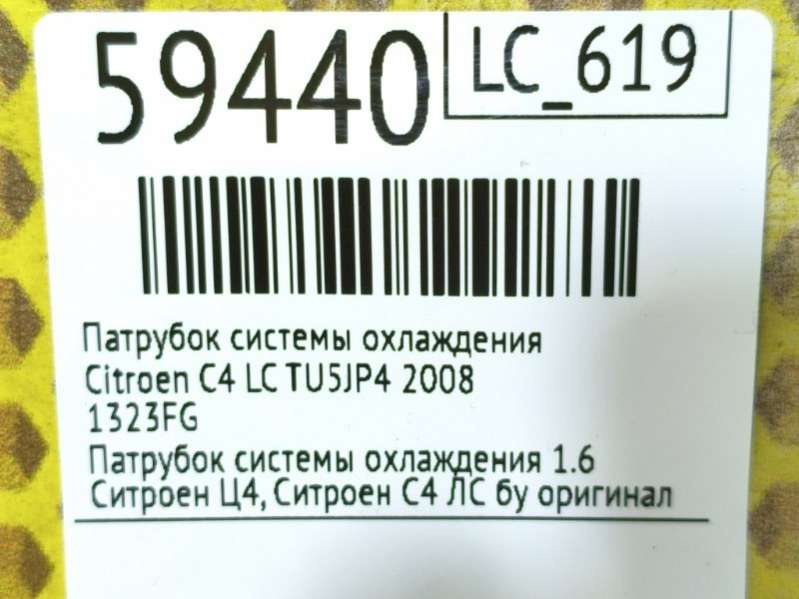 59440
LC_619
Патрубок системы охлаждения
Citroen C4 LC TU5JP4 2008
1323FG
Патрубок системы охлаждения 1.6
Ситроен Ц4, Ситроен С4 ЛС бу оригинал